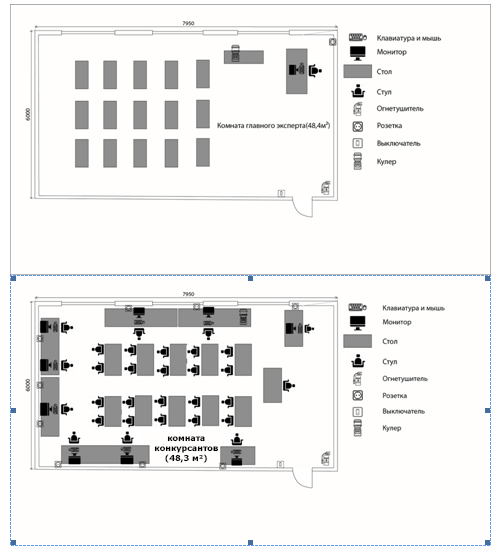 7950
6000
Комната главного эксперта(48,4м²)
Клавиатура и мышь
Монитор
Стол
Стул
Огнетушитель
Розетка
Выключатель
Кулер
7950
6000
комната
конкурсантов
(48,3 м²)
Клавиатура и мышь
Монитор
Стол
Стул
Огнетушитель
Розетка
Выключатель
Кулер